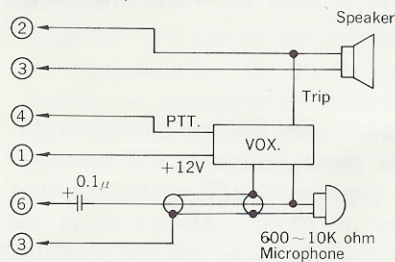 Speaker
②
③
Trip
④ PTT.
VOX.
①
+12V
+ 0.1μ
⑥
③
600~10K ohm
Microphone